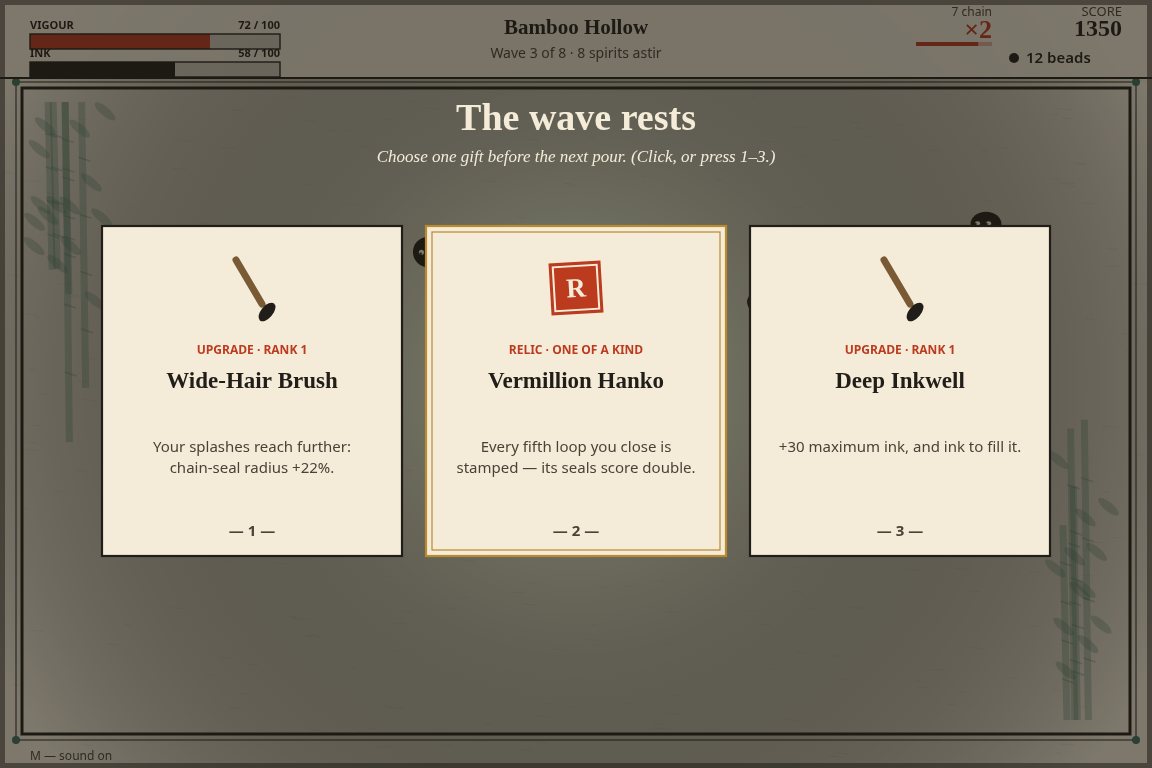 VIGOUR
72 / 100
INK
58 / 100
Bamboo Hollow
Wave 3 of 8 · 8 spirits astir
7 chain
×2
SCORE
1350
12 beads
The wave rests
Choose one gift before the next pour. (Click, or press 1–3.)
UPGRADE · RANK 1
Wide-Hair Brush
Your splashes reach further:
chain-seal radius +22%.
— 1 —
R
RELIC · ONE OF A KIND
Vermillion Hanko
Every fifth loop you close is
stamped — its seals score double.
— 2 —
UPGRADE · RANK 1
Deep Inkwell
+30 maximum ink, and ink to fill it.
— 3 —
M — sound on